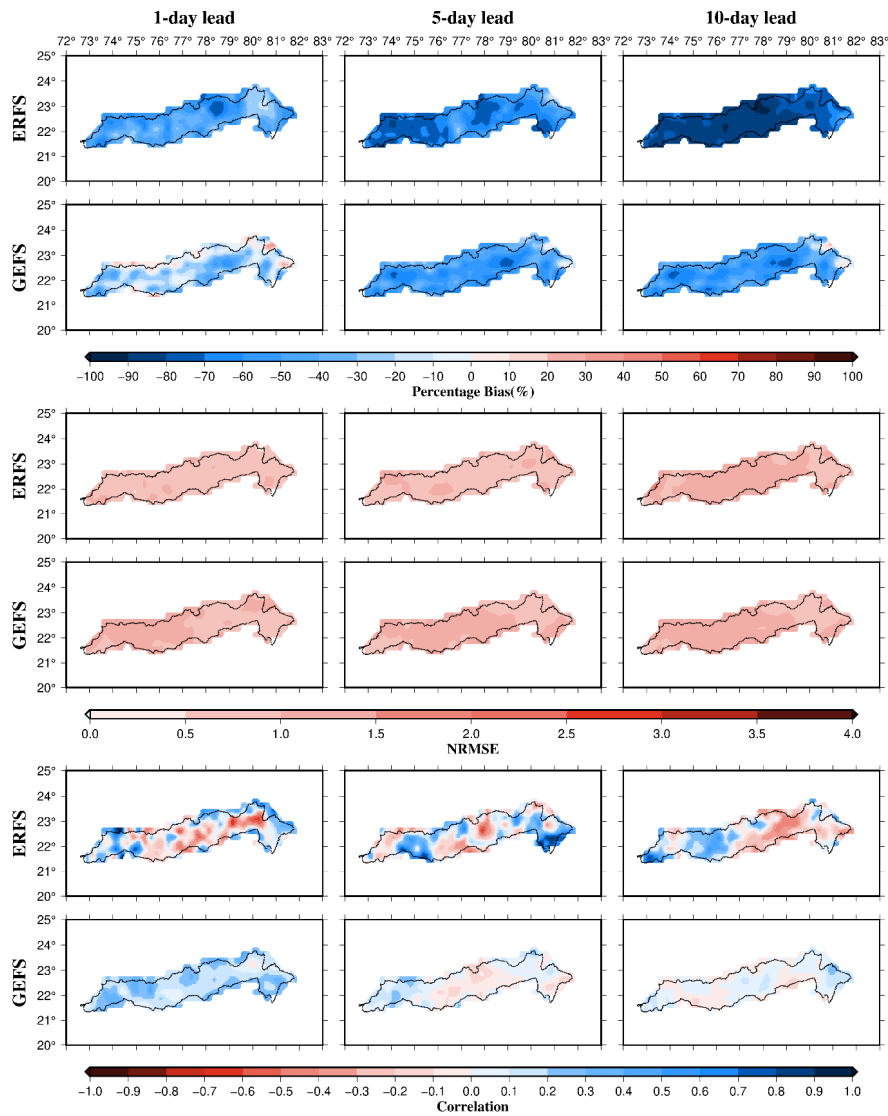 1-day lead 5-day lead 10-day lead
72° 73° 74° 75° 76° 77° 78° 79° 80° 81° 82° 83° 72° 73° 74° 75° 76° 77° 78° 79° 80° 81° 82° 83° 72° 73° 74° 75° 76° 77° 78° 79° 80° 81° 82° 83°
25°
24°
23°
22°
21°
20°
ERFS
25°
24°
23°
22°
21°
20°
GEFS
−100 −90 −80 −70 −60 −50 −40 −30 −20 −10 0 10 20 30 40 50 60 70 80 90 100
Percentage Bias(%)
25°
24°
23°
22°
21°
20°
ERFS
25°
24°
23°
22°
21°
20°
GEFS
0.0 0.5 1.0 1.5 2.0 2.5 3.0 3.5 4.0
NRMSE
25°
24°
23°
22°
21°
20°
ERFS
25°
24°
23°
22°
21°
20°
GEFS
−1.0 −0.9 −0.8 −0.7 −0.6 −0.5 −0.4 −0.3 −0.2 −0.1 0.0 0.1 0.2 0.3 0.4 0.5 0.6 0.7 0.8 0.9 1.0
Correlation